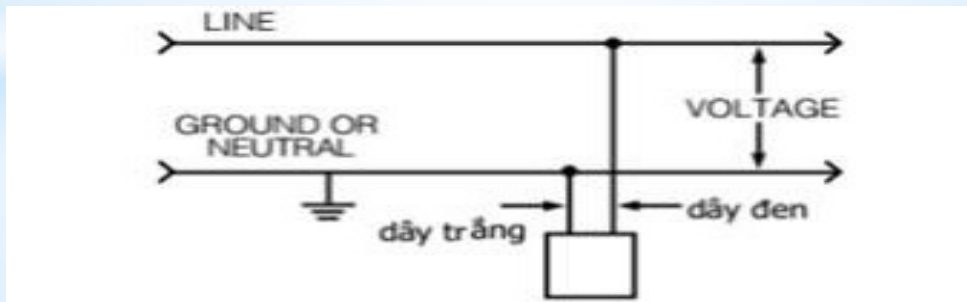 LINE
GROUND OR
NEUTRAL
VOLTAGE
dây trắng
dây đen